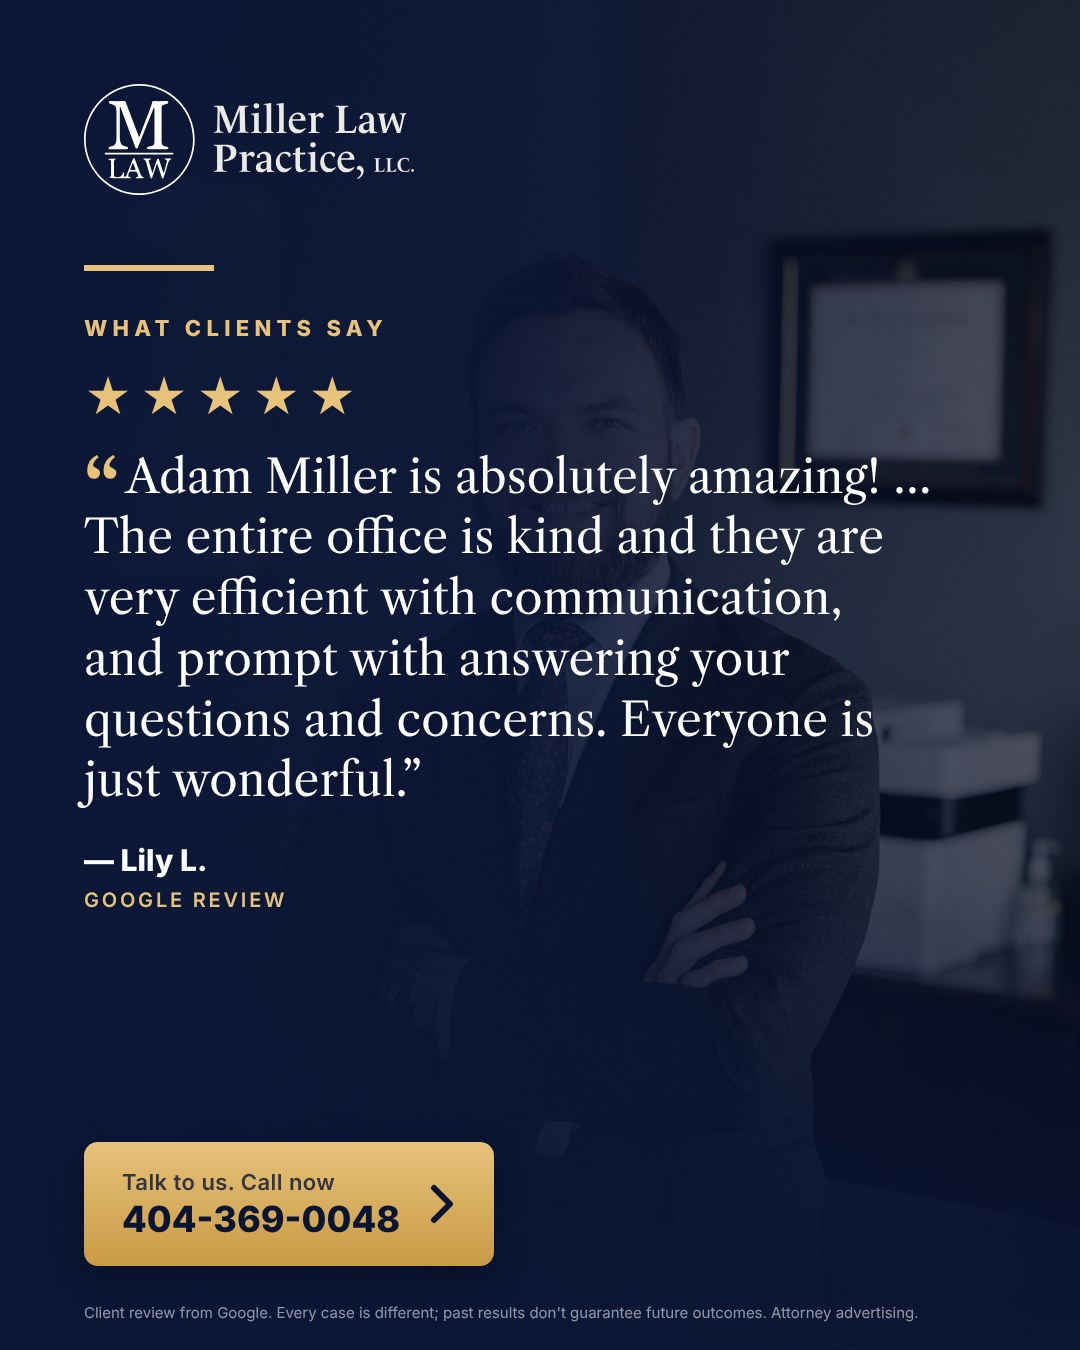 M
LAW
Miller Law
Practice, LLC.
WHAT CLIENTS SAY
“Adam Miller is absolutely amazing! ...
The entire office is kind and they are
very efficient with communication,
and prompt with answering your
questions and concerns. Everyone is
just wonderful.”
— Lily L.
GOOGLE REVIEW
Talk to us. Call now
404-369-0048
Client review from Google. Every case is different; past results don't guarantee future outcomes. Attorney advertising.